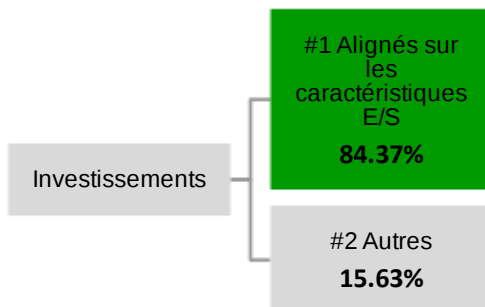 #1 Alignés sur
les
caractéristiques
E/S
84.37%
Investissements
#2 Autres
15.63%